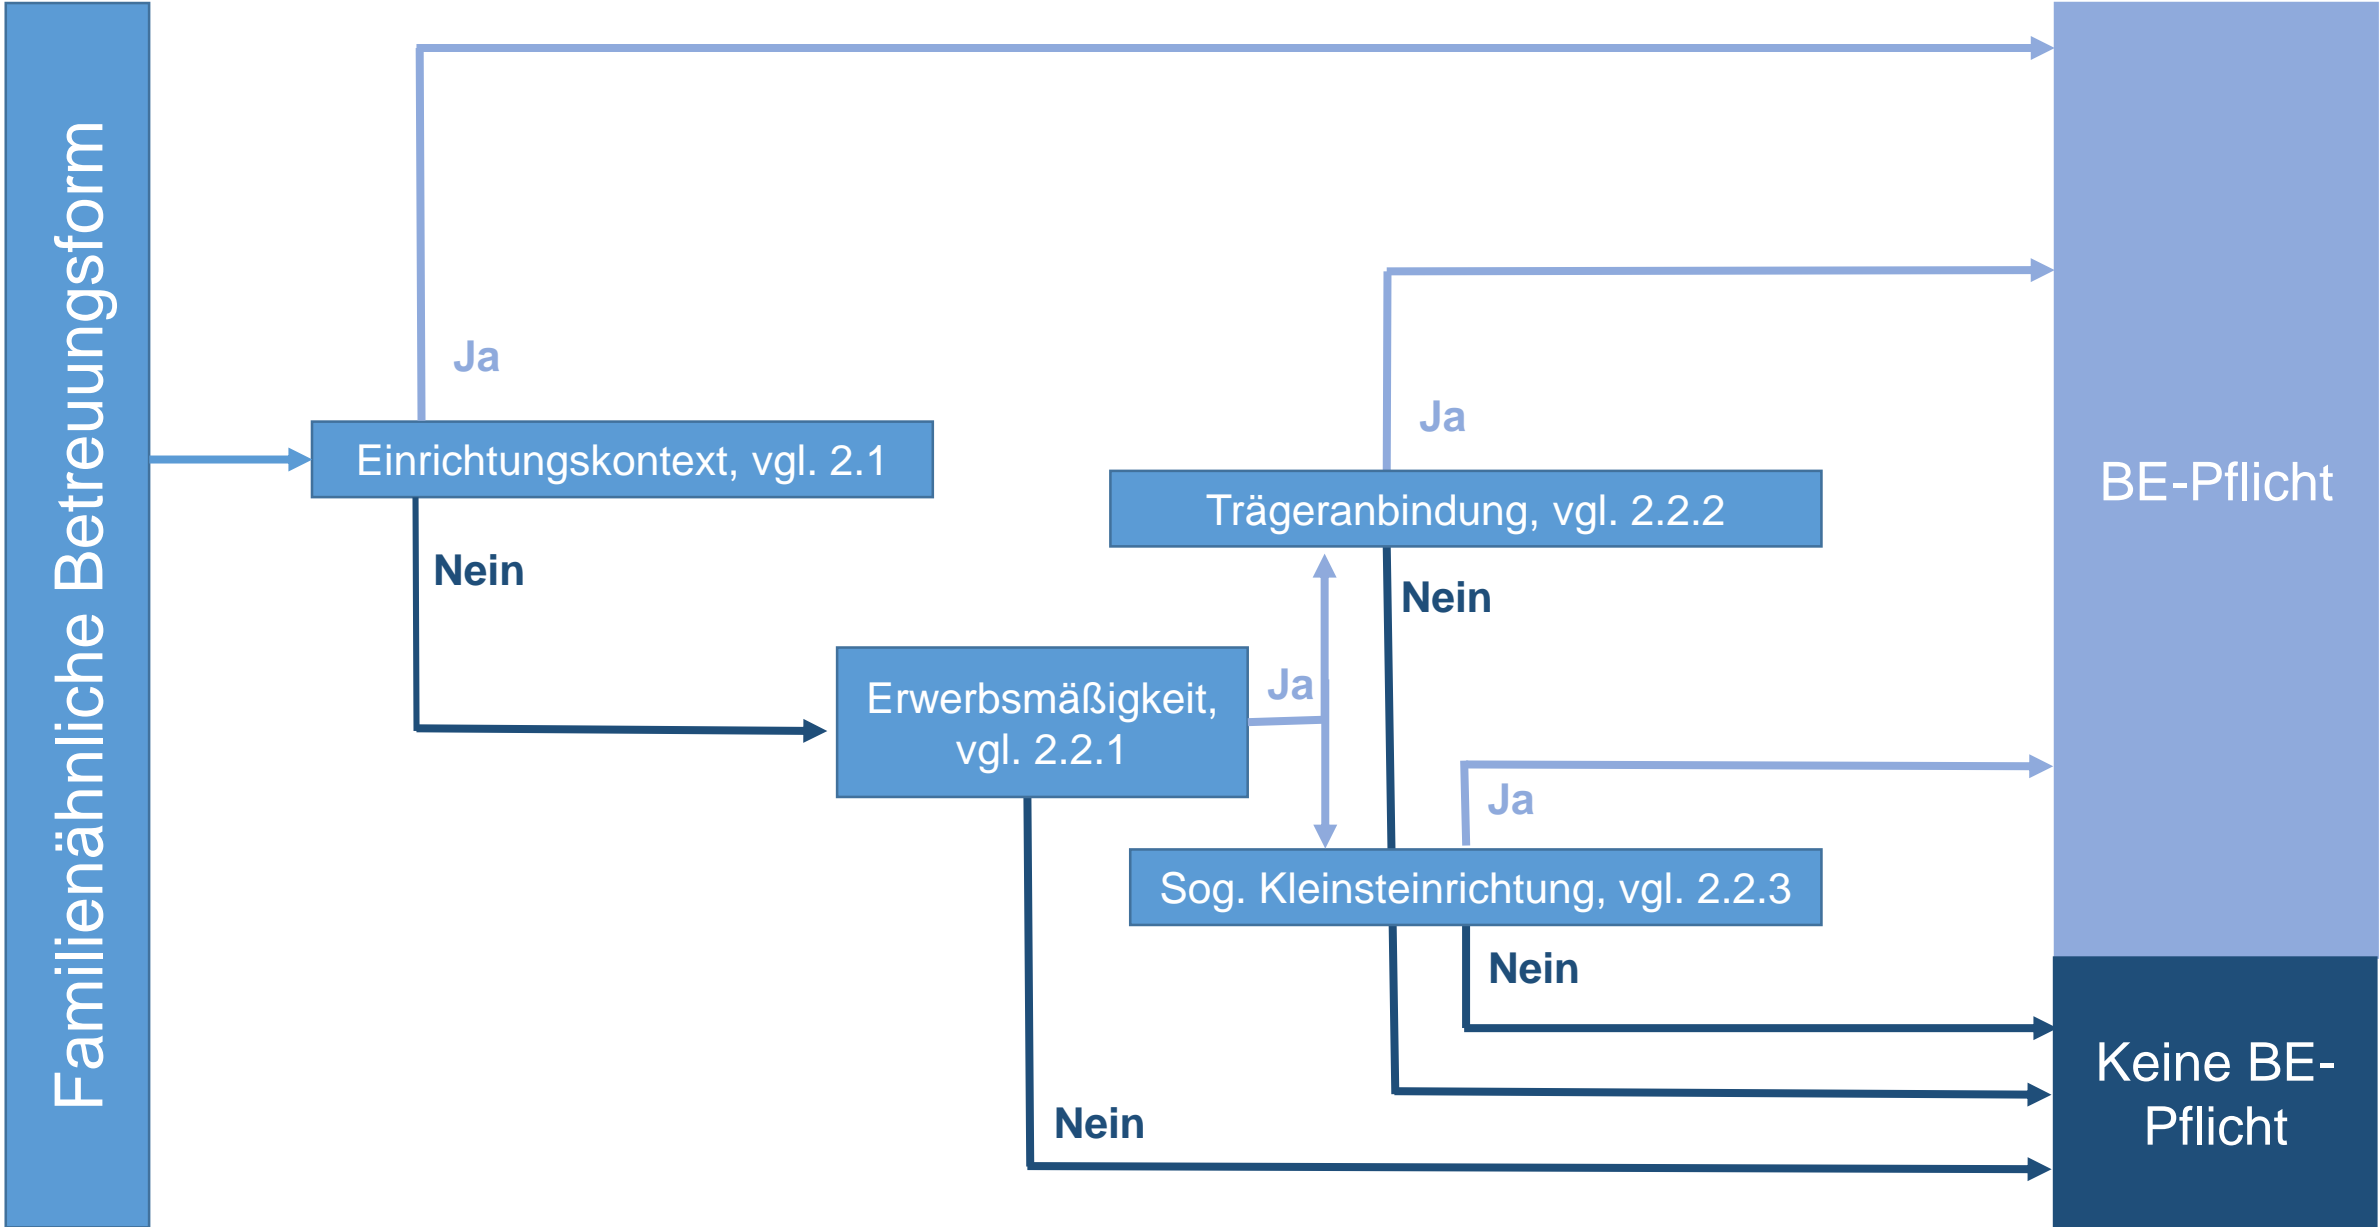 Familienähnliche Betreuungsform
Ja
Einrichtungskontext, vgl. 2.1
Nein
Erwerbsmäßigkeit,
vgl. 2.2.1
Ja
Nein
Ja
Trägeranbindung, vgl. 2.2.2
Nein
Ja
Sog. Kleinsteinrichtung, vgl. 2.2.3
Nein
BE-Pflicht
Keine BE-
Pflicht